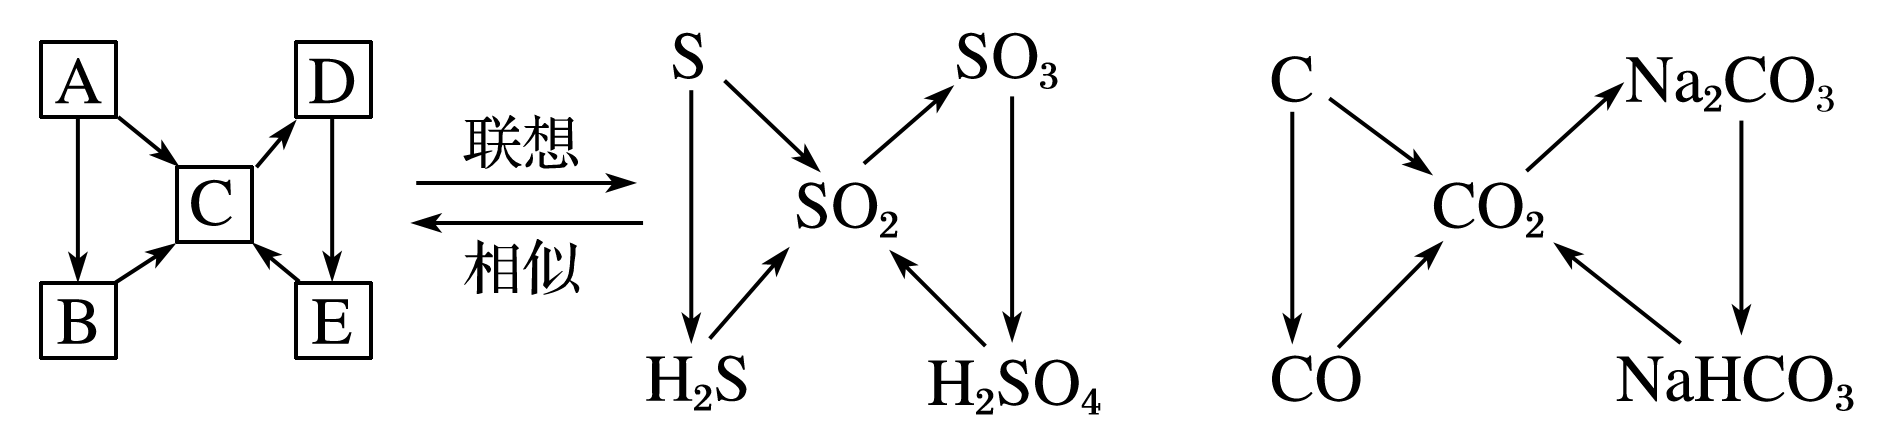 A
D
C
B
E
联想
相似
S
SO₃
SO₂
H₂S
H₂SO₄
C
Na₂CO₃
CO₂
CO
NaHCO₃